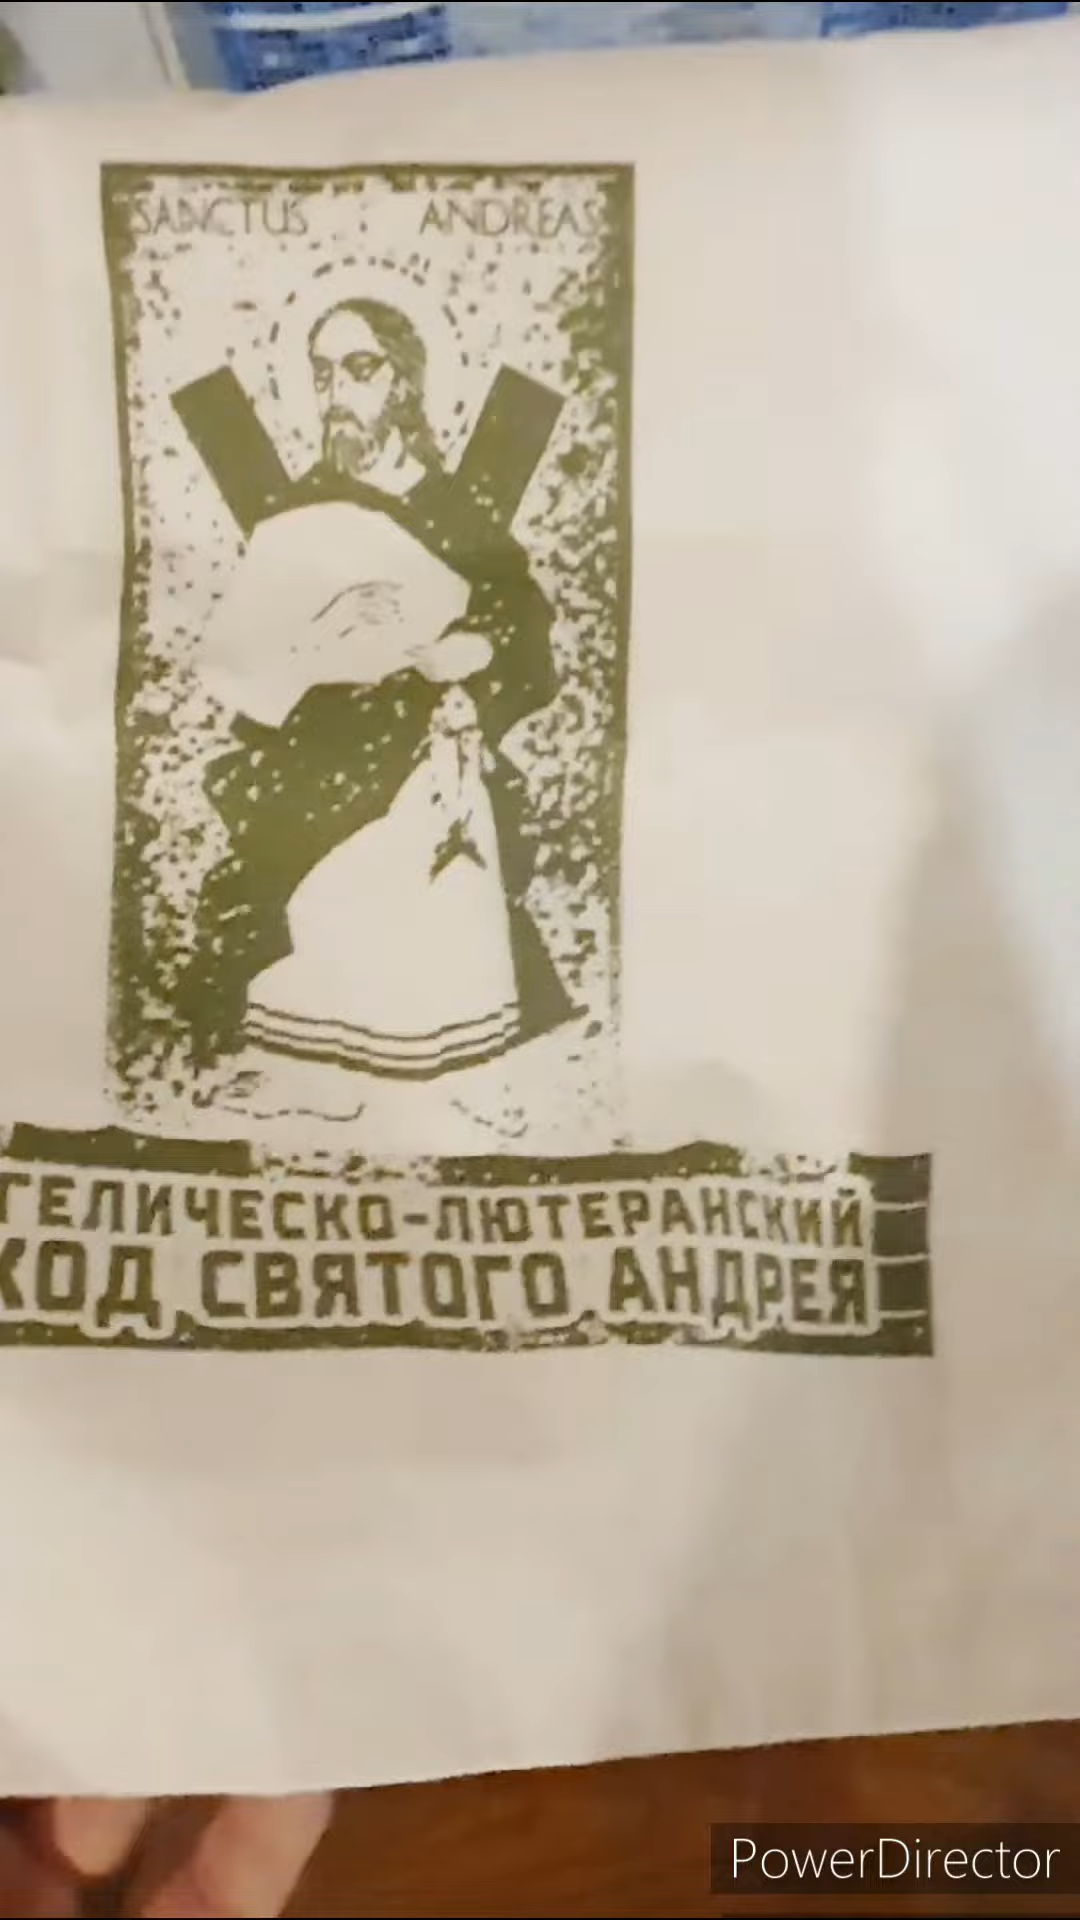 SANCTUS ANDREAS
ГЕЛИЧЕСКО-ЛЮТЕРАНСКИЙ
ХОД СВЯТОГО АНДРЕЯ
PowerDirector